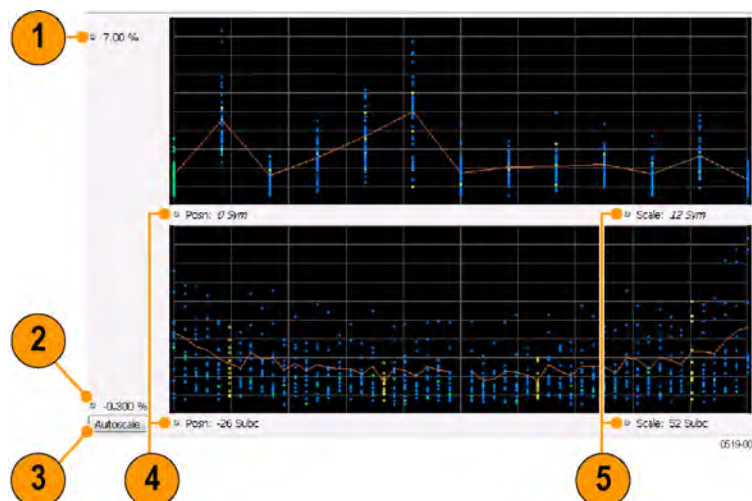 1
7.00 %
Posn: 0 Sym
Scale: 12 Sym
2
-0.300 %
Autoscale
Posn: -26 Subc
Scale: 52 Subc
3
4
5